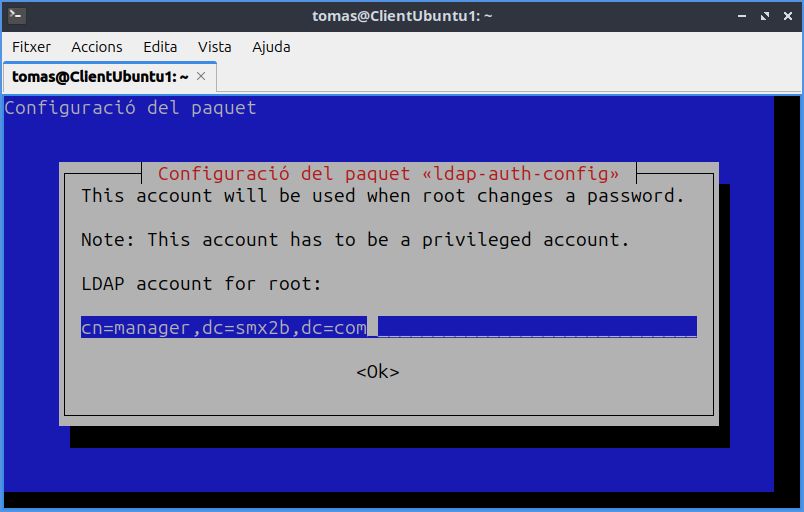 tomas@ClientUbuntu1: ~
Fitxer Accions Edita Vista Ajuda
tomas@ClientUbuntu1: ~
Configuració del paquet
Configuració del paquet «ldap-auth-config»
This account will be used when root changes a password.
Note: This account has to be a privileged account.
LDAP account for root:
cn=manager,dc=smx2b,dc=com
<Ok>